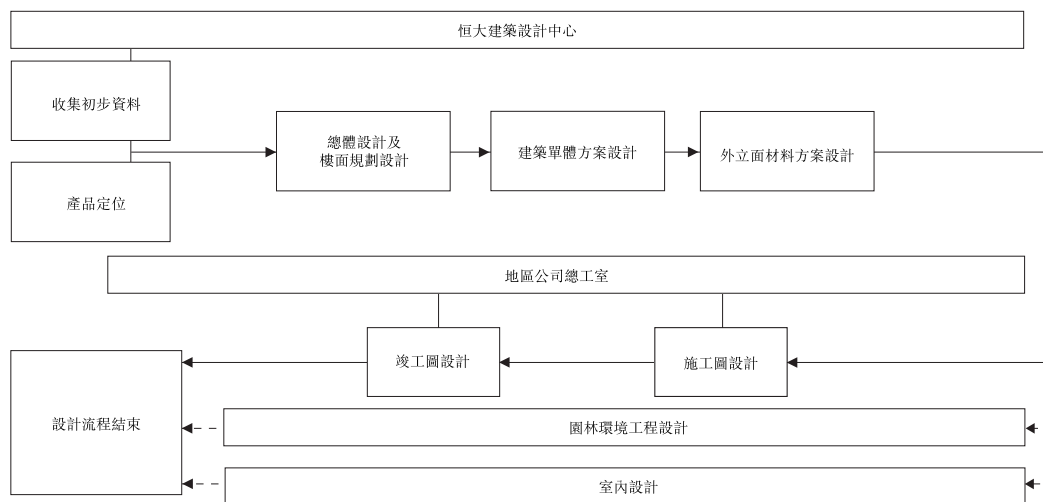 恒大建築設計中心
收集初步資料
產品定位
總體設計及
樓面規劃設計
建築單體方案設計
外立面材料方案設計
地區公司總工室
竣工圖設計
施工圖設計
設計流程結束
園林環境工程設計
室內設計